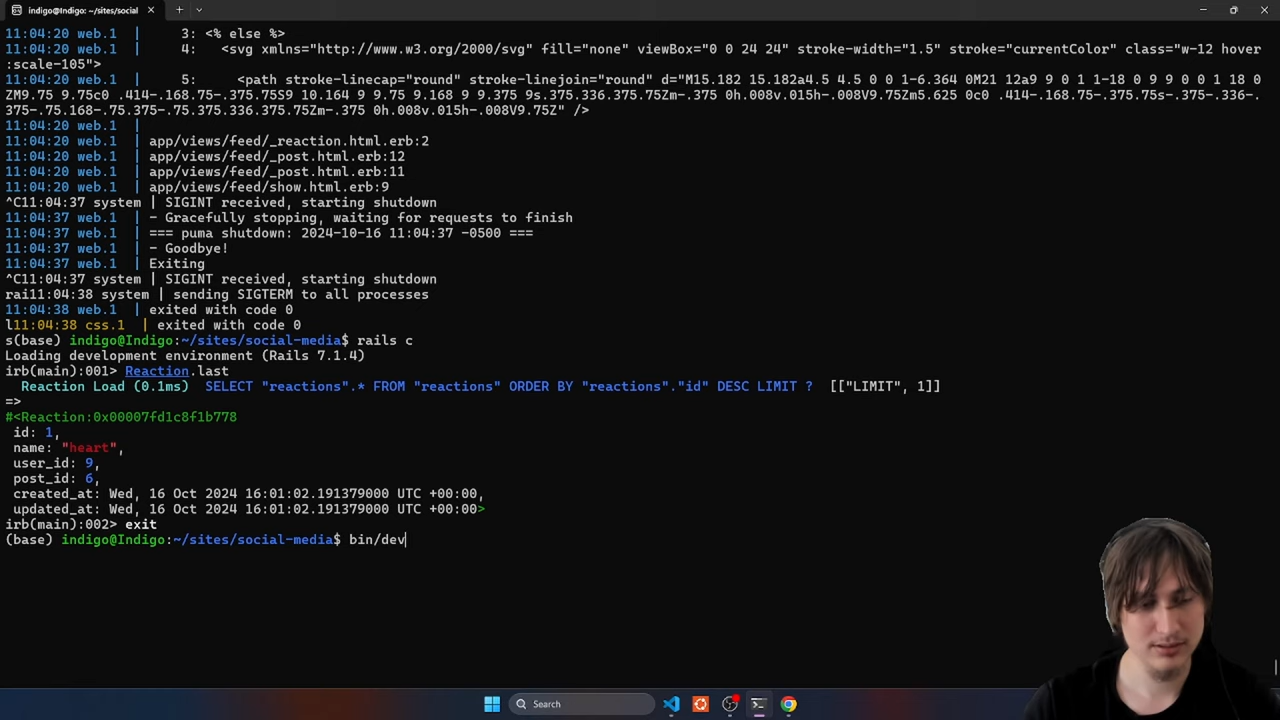 indigo@Indigo: ~/sites/social
11:04:20 web.1  |     3: <% else %>
11:04:20 web.1  |     4:   <svg xmlns="http://www.w3.org/2000/svg" fill="none" viewBox="0 0 24 24" stroke-width="1.5" stroke="currentColor" class="w-12 hover
:scale-105">
11:04:20 web.1  |     5:     <path stroke-linecap="round" stroke-linejoin="round" d="M15.182 15.182a4.5 4.5 0 0 1-6.364 0M21 12a9 9 0 1 1-18 0 9 9 0 0 1 18 0
ZM9.75 9.75c0 .414-.168.75-.375.75S9 10.164 9 9.75 9.168 9 9.375 9s.375.336.375.75Zm-.375 0h.008v.015h-.008V9.75Zm5.625 0c0 .414-.168.75-.375.75s-.375-.336-.
375-.75.168-.75.375-.75.375.336.375.75Zm-.375 0h.008v.015h-.008V9.75Z" />
11:04:20 web.1  |
11:04:20 web.1  | app/views/feed/_reaction.html.erb:2
11:04:20 web.1  | app/views/feed/_post.html.erb:12
11:04:20 web.1  | app/views/feed/_post.html.erb:11
11:04:20 web.1  | app/views/feed/show.html.erb:9
^C11:04:37 system | SIGINT received, starting shutdown
11:04:37 web.1  | - Gracefully stopping, waiting for requests to finish
11:04:37 web.1  | === puma shutdown: 2024-10-16 11:04:37 -0500 ===
11:04:37 web.1  | - Goodbye!
11:04:37 web.1  | Exiting
^C11:04:37 system | SIGINT received, starting shutdown
rai11:04:38 system | sending SIGTERM to all processes
11:04:38 web.1  | exited with code 0
l11:04:38 css.1  | exited with code 0
s(base) indigo@Indigo:~/sites/social-media$ rails c
Loading development environment (Rails 7.1.4)
irb(main):001> Reaction.last
  Reaction Load (0.1ms)  SELECT "reactions".* FROM "reactions" ORDER BY "reactions"."id" DESC LIMIT ?  [["LIMIT", 1]]
=>
#<Reaction:0x00007fd1c8f1b778
 id: 1,
 name: "heart",
 user_id: 9,
 post_id: 6,
 created_at: Wed, 16 Oct 2024 16:01:02.191379000 UTC +00:00,
 updated_at: Wed, 16 Oct 2024 16:01:02.191379000 UTC +00:00>
irb(main):002> exit
(base) indigo@Indigo:~/sites/social-media$ bin/dev
Search